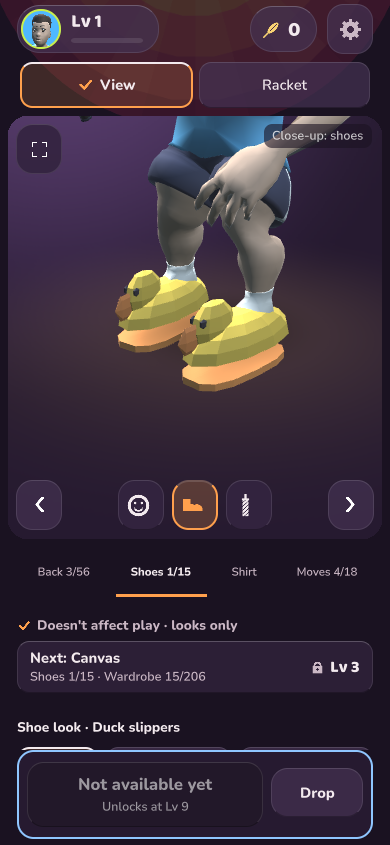 Lv 1
0
View
Racket
Close-up: shoes
Back 3/56
Shoes 1/15
Shirt
Moves 4/18
Doesn't affect play · looks only
Next: Canvas
Shoes 1/15 · Wardrobe 15/206
Lv 3
Shoe look · Duck slippers
Not available yet
Unlocks at Lv 9
Drop